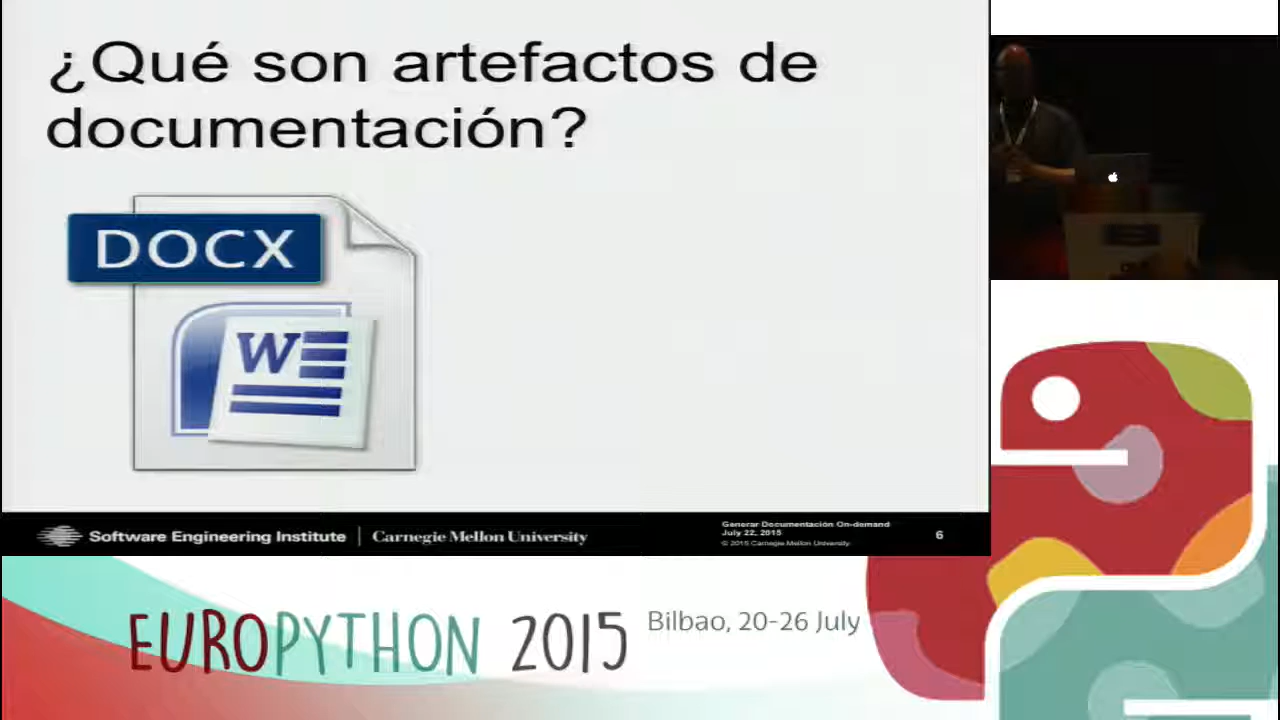 ¿Qué son artefactos de
documentación?
DOCX
W
Software Engineering Institute | Carnegie Mellon University
Generar Documentación On-demand
July 22, 2015
© 2015 Carnegie Mellon University
6
EUROPYTHON 2015
Bilbao, 20-26 July